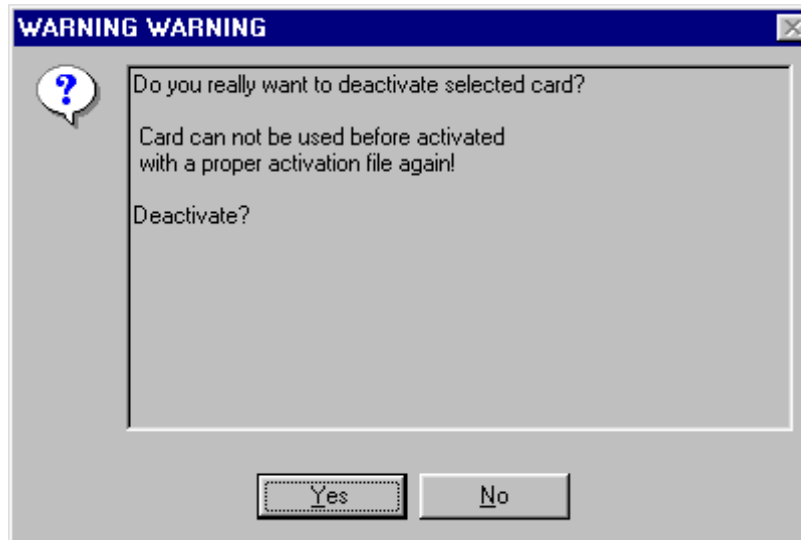 WARNING WARNING
?
Do you really want to deactivate selected card?
Card can not be used before activated
with a proper activation file again!
Deactivate?
Yes
No